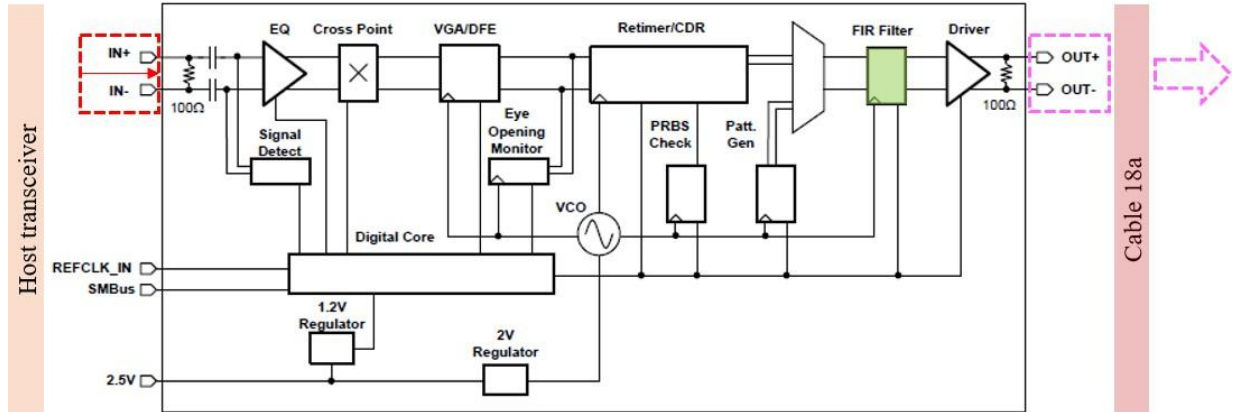 Host transceiver
IN+
IN-
100Ω
EQ
Cross Point
VGA/DFE
Retimer/CDR
FIR Filter
Driver
OUT+
OUT-
100Ω
Cable 18a
Signal
Detect
Eye
Opening
Monitor
PRBS
Check
Patt.
Gen
VCO
Digital Core
REFCLK_IN
SMBus
1.2V
Regulator
2V
Regulator
2.5V